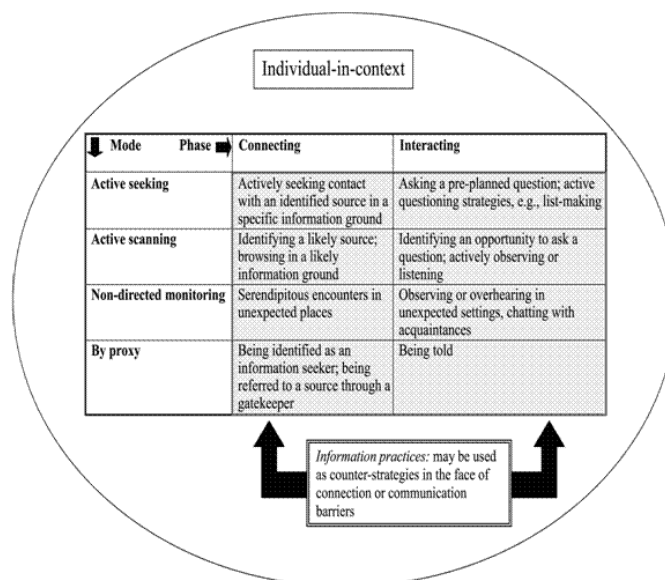 Individual-in-context
Mode Phase Connecting Interacting
Active seeking
Actively seeking contact
with an identified source in a
specific information ground
Asking a pre-planned question; active
questioning strategies, e.g., list-making
Active scanning
Identifying a likely source;
browsing in a likely
information ground
Identifying an opportunity to ask a
question; actively observing or
listening
Non-directed monitoring
Serendipitous encounters in
unexpected places
Observing or overhearing in
unexpected settings, chatting with
acquaintances
By proxy
Being identified as an
information seeker; being
referred to a source through a
gatekeeper
Being told
Information practices: may be used
as counter-strategies in the face of
connection or communication
barriers